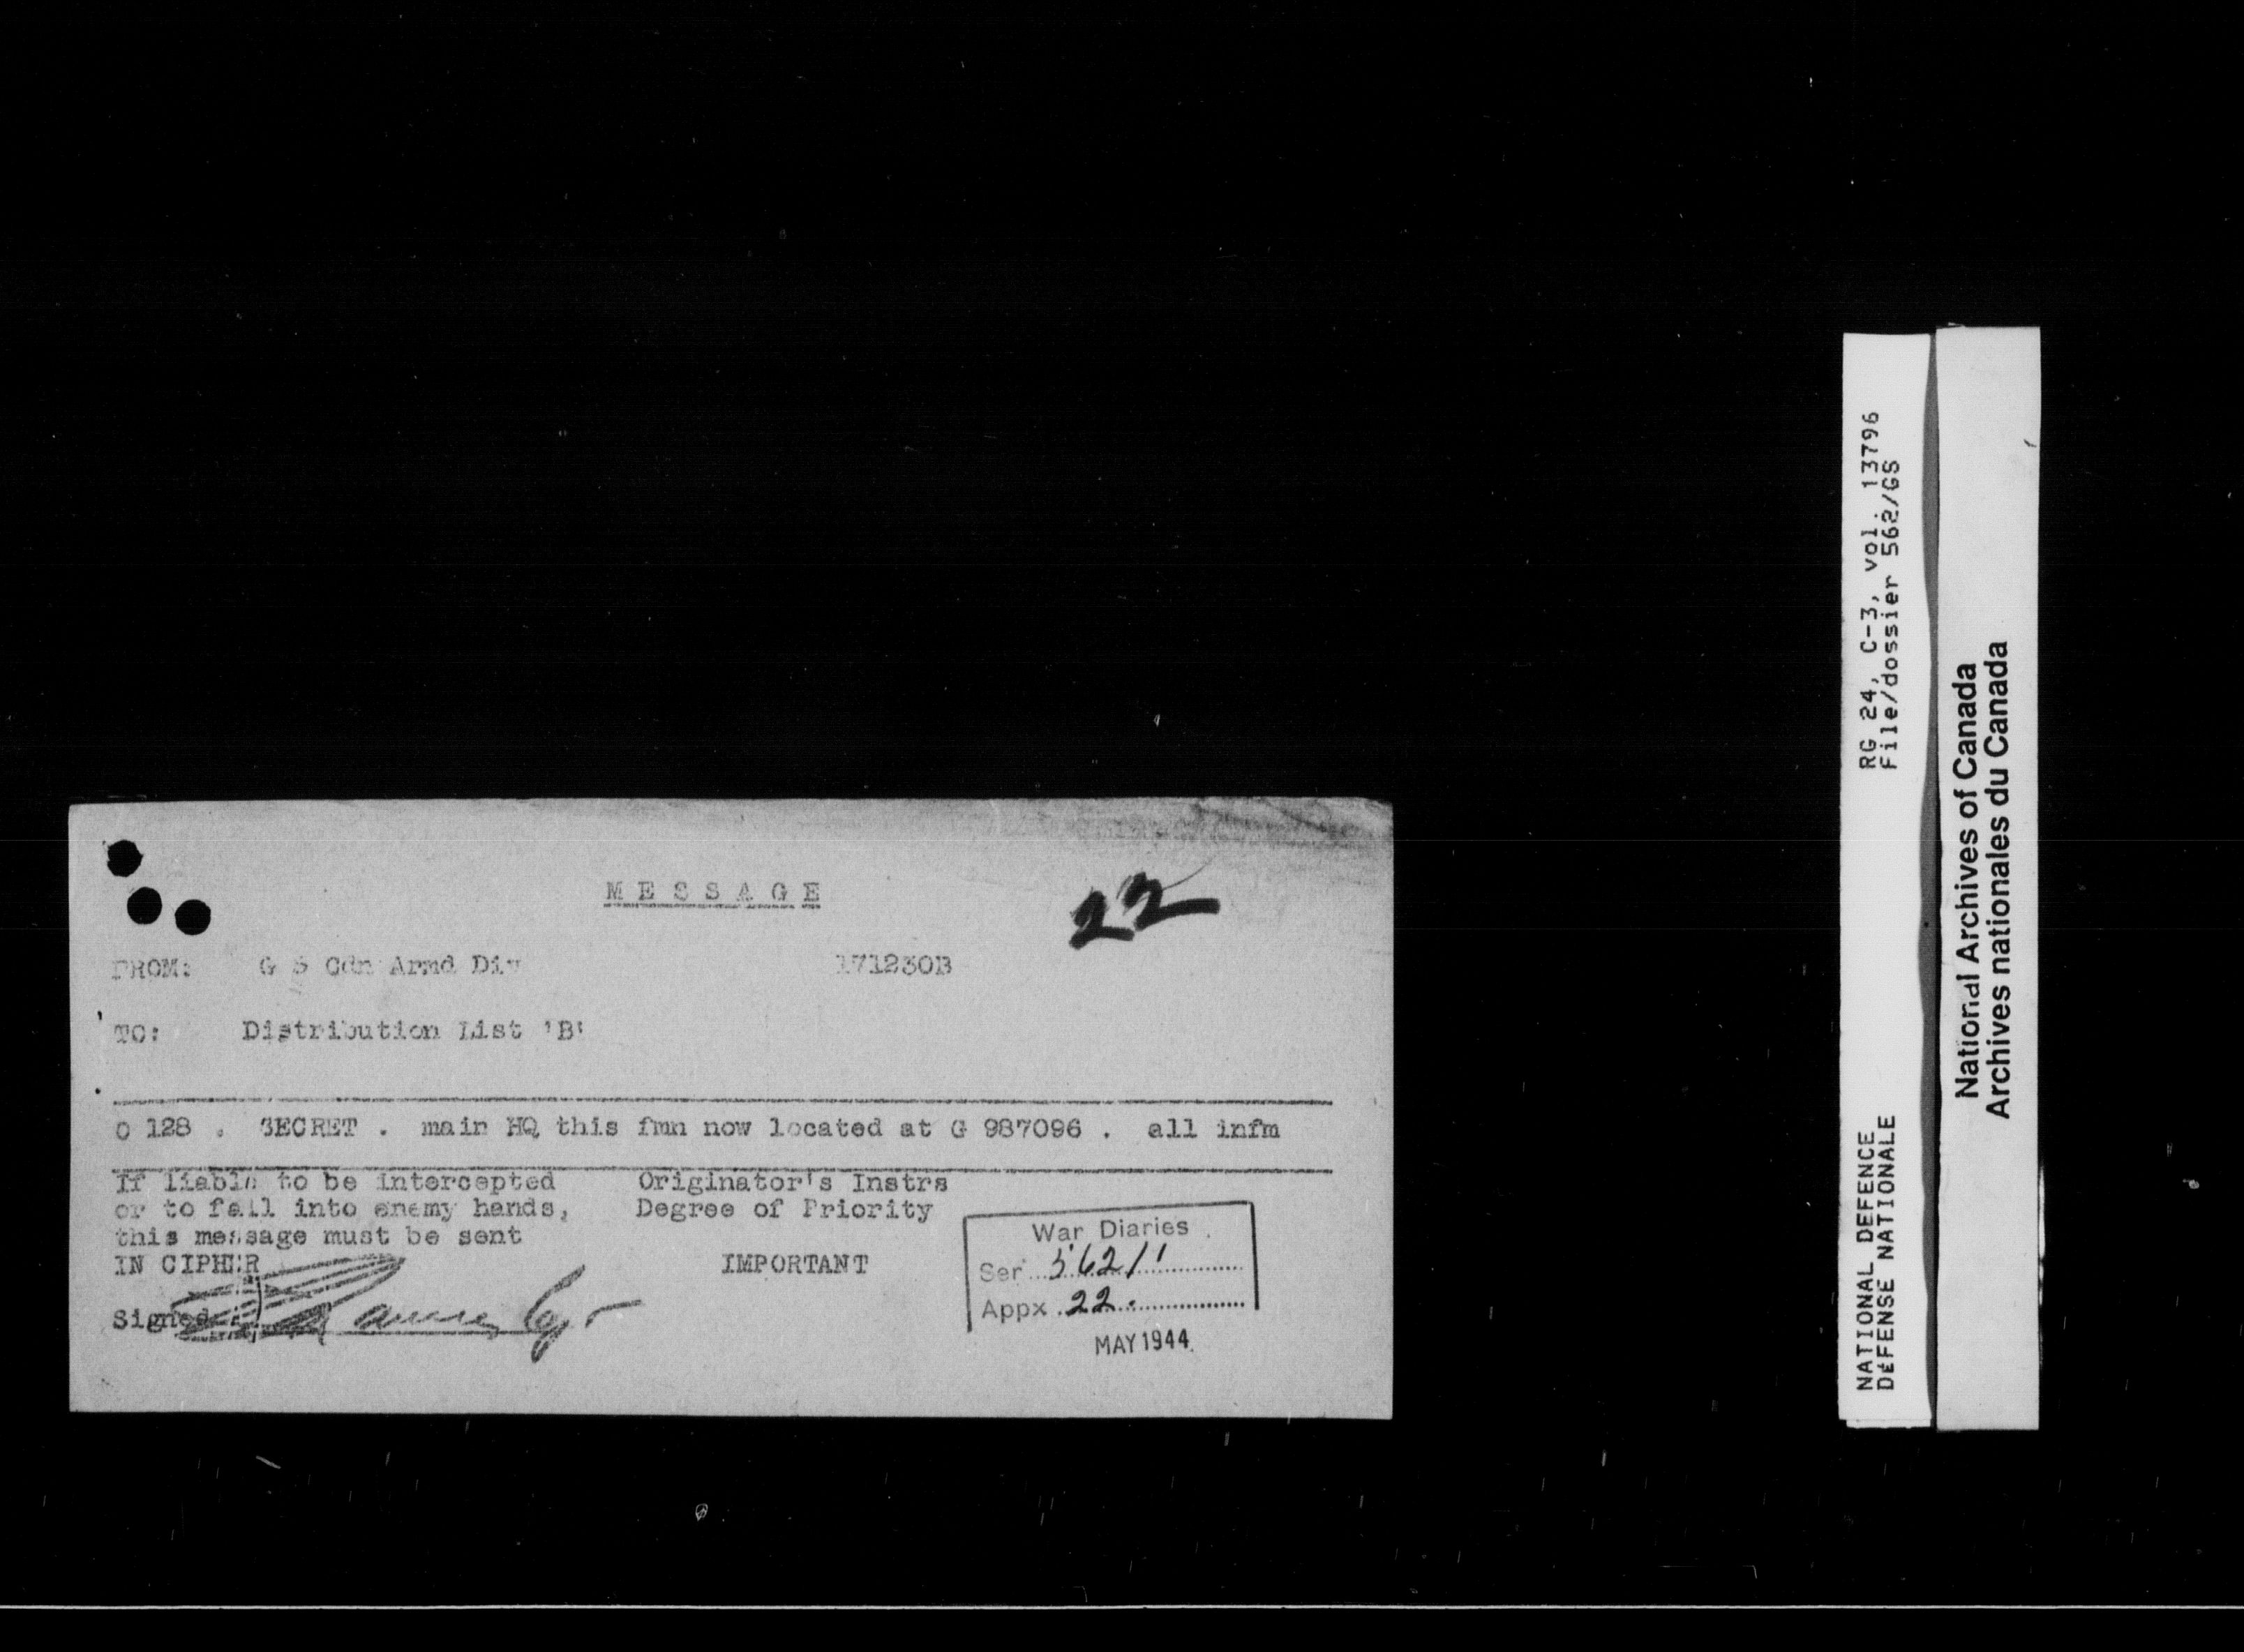 M E S S A G E
22
FROM: G 5 Cdn Armd Div 171230B
TO: Distribution List 'B'
O 128 . SECRET . main HQ this fmn now located at G 987096 . all infm
If liable to be intercepted
or to fall into enemy hands,
this message must be sent
IN CIPHER
Originator's Instrs
Degree of Priority
IMPORTANT
Signed
War Diaries
Ser 562/1
Appx 22.
MAY 1944
RG 24, C-3, vol. 13796
File/dossier 562/GS
NATIONAL DEFENCE
DÉFENSE NATIONALE
National Archives of Canada
Archives nationales du Canada